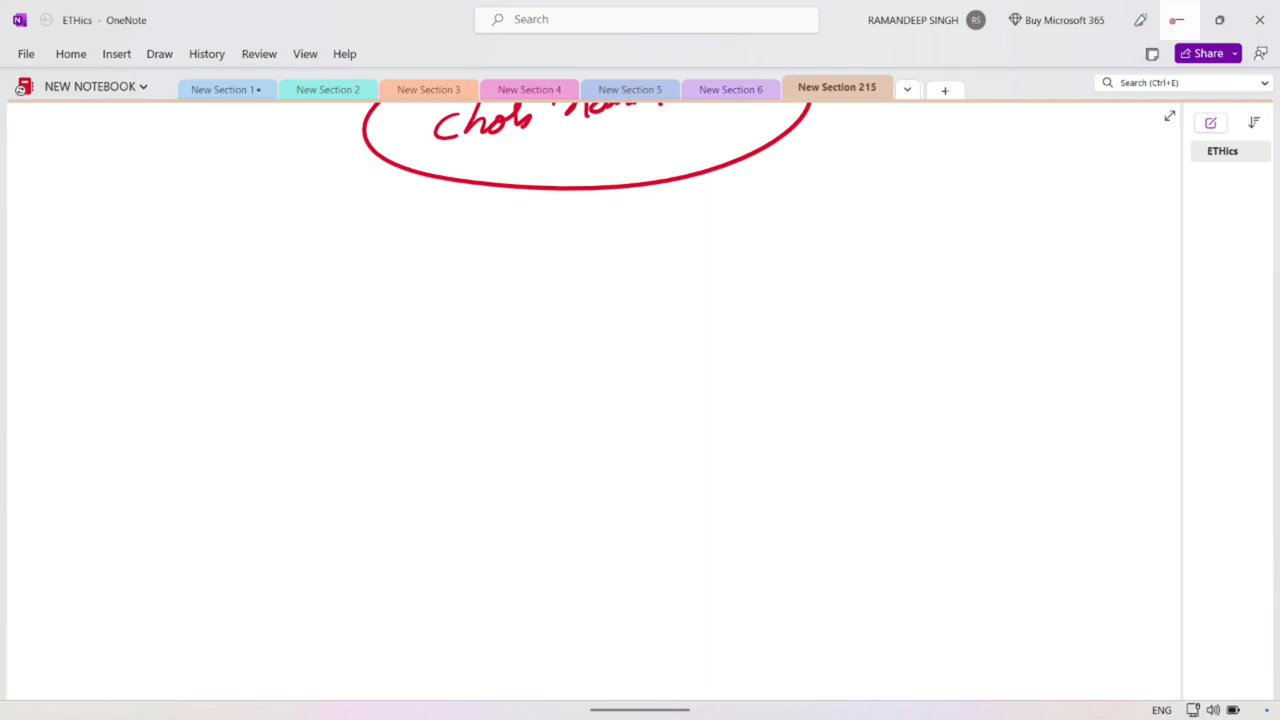 ETHics - OneNote
Search
RAMANDEEP SINGH RS Buy Microsoft 365
File Home Insert Draw History Review View Help
Share
NEW NOTEBOOK New Section 1 New Section 2 New Section 3 New Section 4 New Section 5 New Section 6 New Section 215
Search (Ctrl+E)
ETHics
ENG